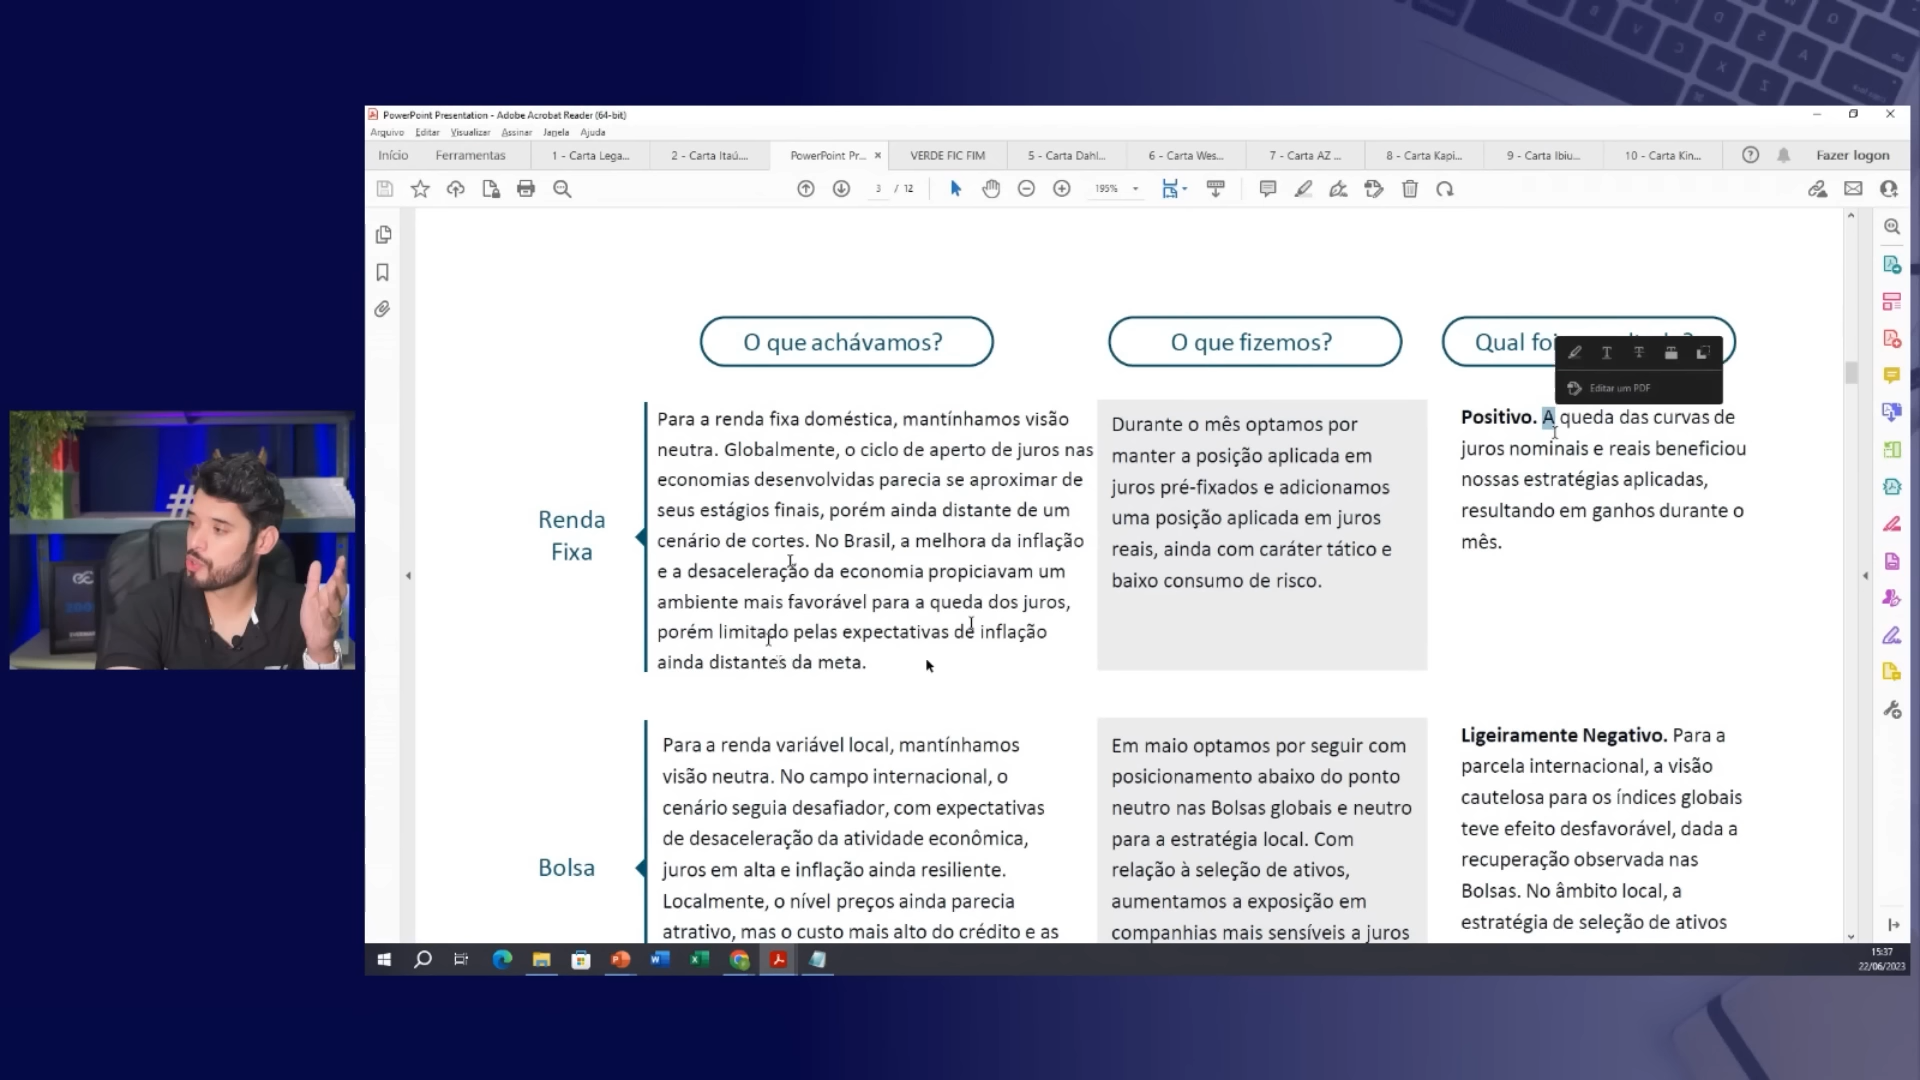 PowerPoint Presentation - Adobe Acrobat Reader (64-bit)
Arquivo Editar Visualizar Assinar Janela Ajuda
Início Ferramentas 1 - Carta Lega... 2 - Carta Itaú.... PowerPoint Pr... × VERDE FIC FIM 5 - Carta Dahl... 6 - Carta Wes... 7 - Carta AZ ... 8 - Carta Kapi... 9 - Carta Ibiu... 10 - Carta Kin... Fazer logon
3 / 12 195%
O que achávamos? O que fizemos? Qual foi
Editar um PDF
Renda
Fixa
Para a renda fixa doméstica, mantínhamos visão
neutra. Globalmente, o ciclo de aperto de juros nas
economias desenvolvidas parecia se aproximar de
seus estágios finais, porém ainda distante de um
cenário de cortes. No Brasil, a melhora da inflação
e a desaceleração da economia propiciavam um
ambiente mais favorável para a queda dos juros,
porém limitado pelas expectativas de inflação
ainda distantes da meta.
Durante o mês optamos por
manter a posição aplicada em
juros pré-fixados e adicionamos
uma posição aplicada em juros
reais, ainda com caráter tático e
baixo consumo de risco.
Positivo. A queda das curvas de
juros nominais e reais beneficiou
nossas estratégias aplicadas,
resultando em ganhos durante o
mês.
Bolsa
Para a renda variável local, mantínhamos
visão neutra. No campo internacional, o
cenário seguia desafiador, com expectativas
de desaceleração da atividade econômica,
juros em alta e inflação ainda resiliente.
Localmente, o nível preços ainda parecia
atrativo, mas o custo mais alto do crédito e as
Em maio optamos por seguir com
posicionamento abaixo do ponto
neutro nas Bolsas globais e neutro
para a estratégia local. Com
relação à seleção de ativos,
aumentamos a exposição em
companhias mais sensíveis a juros
Ligeiramente Negativo. Para a
parcela internacional, a visão
cautelosa para os índices globais
teve efeito desfavorável, dada a
recuperação observada nas
Bolsas. No âmbito local, a
estratégia de seleção de ativos
15:37
22/06/2023